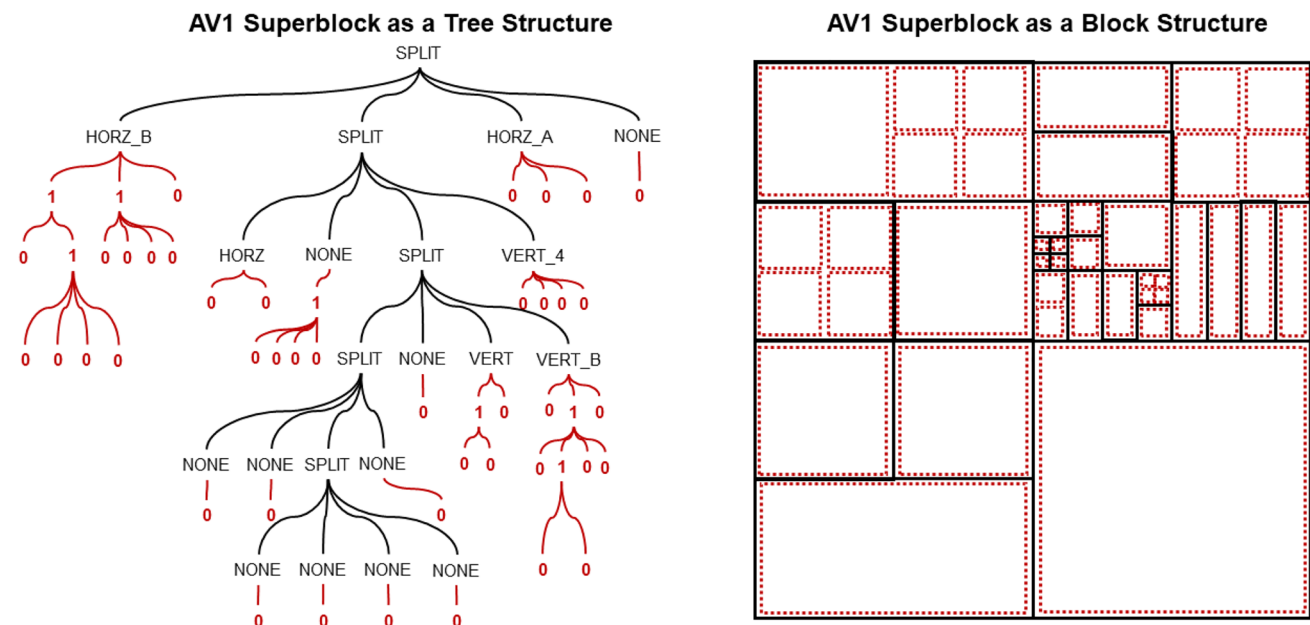 AV1 Superblock as a Tree Structure
SPLIT
HORZ_B SPLIT HORZ_A NONE
1 1 0 0 0 0 0
0 1 0 0 0 0 HORZ NONE SPLIT VERT_4
0 0 1 0 0 0 0
0 0 0 0 0 0 0 0 SPLIT NONE VERT VERT_B
0 1 0 0 1 0
NONE NONE SPLIT NONE 0 0 0 1 0 0
0 0 0
NONE NONE NONE NONE 0 0
0 0 0 0
AV1 Superblock as a Block Structure